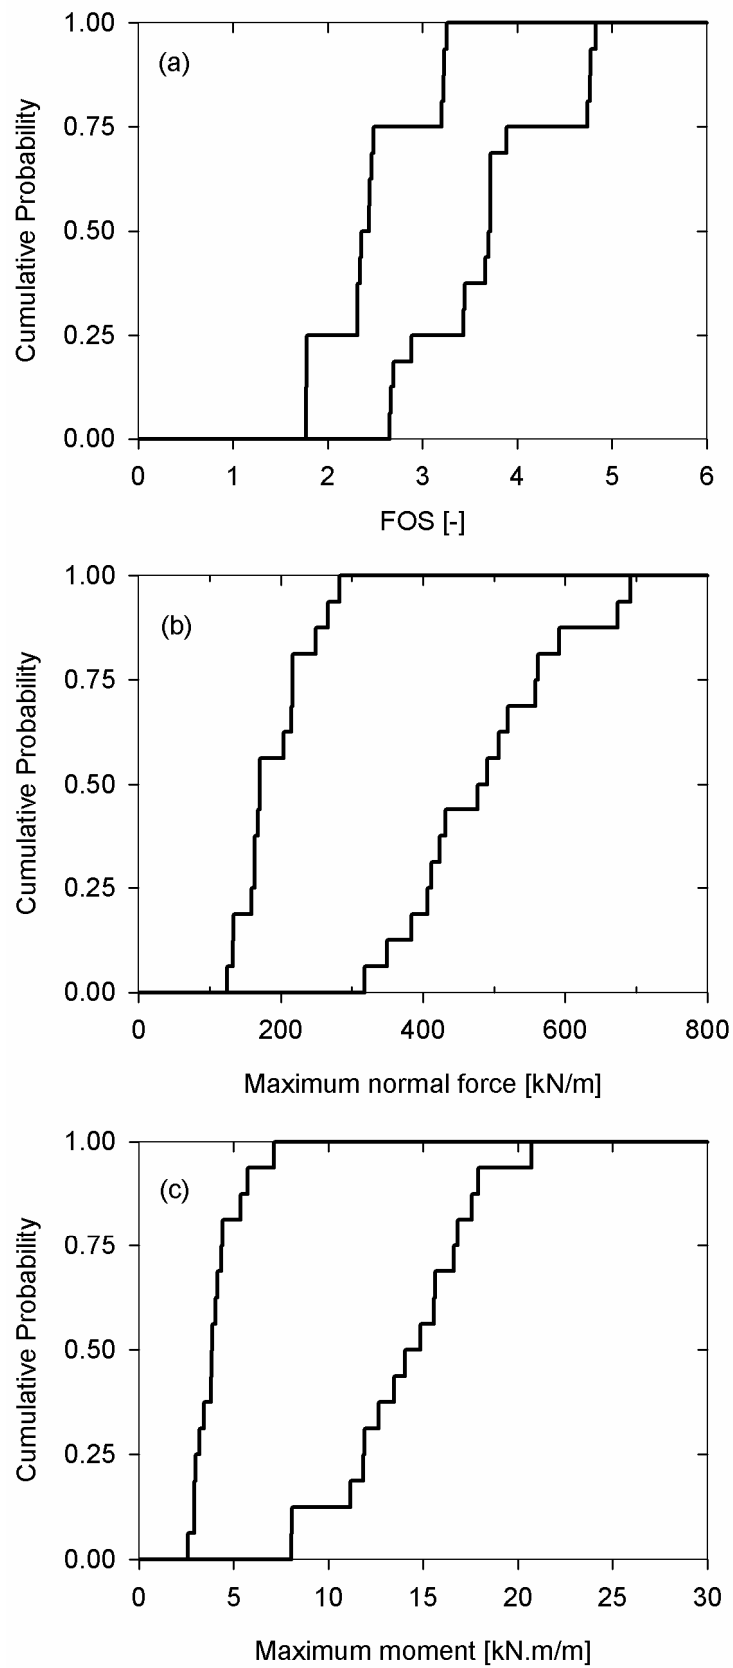 1.00
(a)
0.75
0.50
0.25
0.00
Cumulative Probability
0 1 2 3 4 5 6
FOS [-]
1.00
(b)
0.75
0.50
0.25
0.00
Cumulative Probability
0 200 400 600 800
Maximum normal force [kN/m]
1.00
(c)
0.75
0.50
0.25
0.00
Cumulative Probability
0 5 10 15 20 25 30
Maximum moment [kN.m/m]